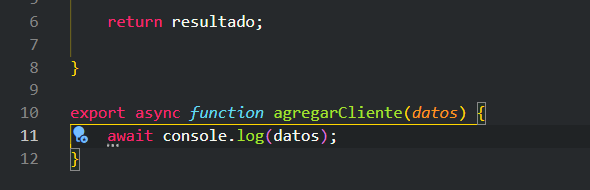 6 return resultado;
7
8 }
9
10 export async function agregarCliente(datos) {
11 await console.log(datos);
12 }